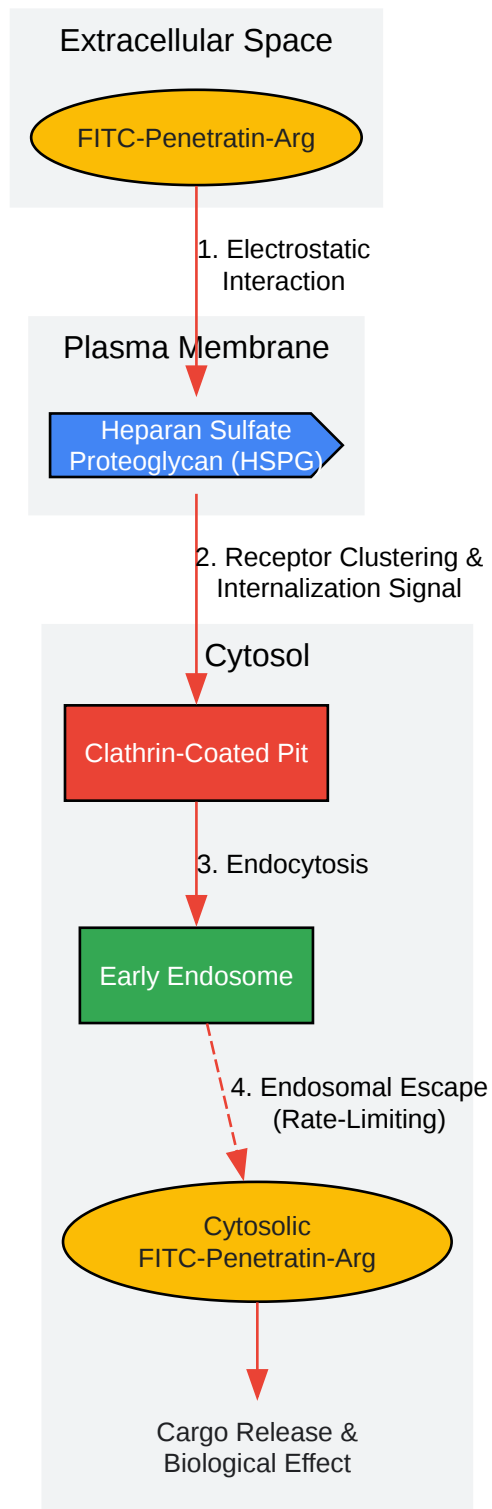 Extracellular Space
FITC-Penetratin-Arg
1. Electrostatic
Interaction
Plasma Membrane
Heparan Sulfate
Proteoglycan (HSPG)
2. Receptor Clustering &
Internalization Signal
Cytosol
Clathrin-Coated Pit
3. Endocytosis
Early Endosome
4. Endosomal Escape
(Rate-Limiting)
Cytosolic
FITC-Penetratin-Arg
Cargo Release &
Biological Effect